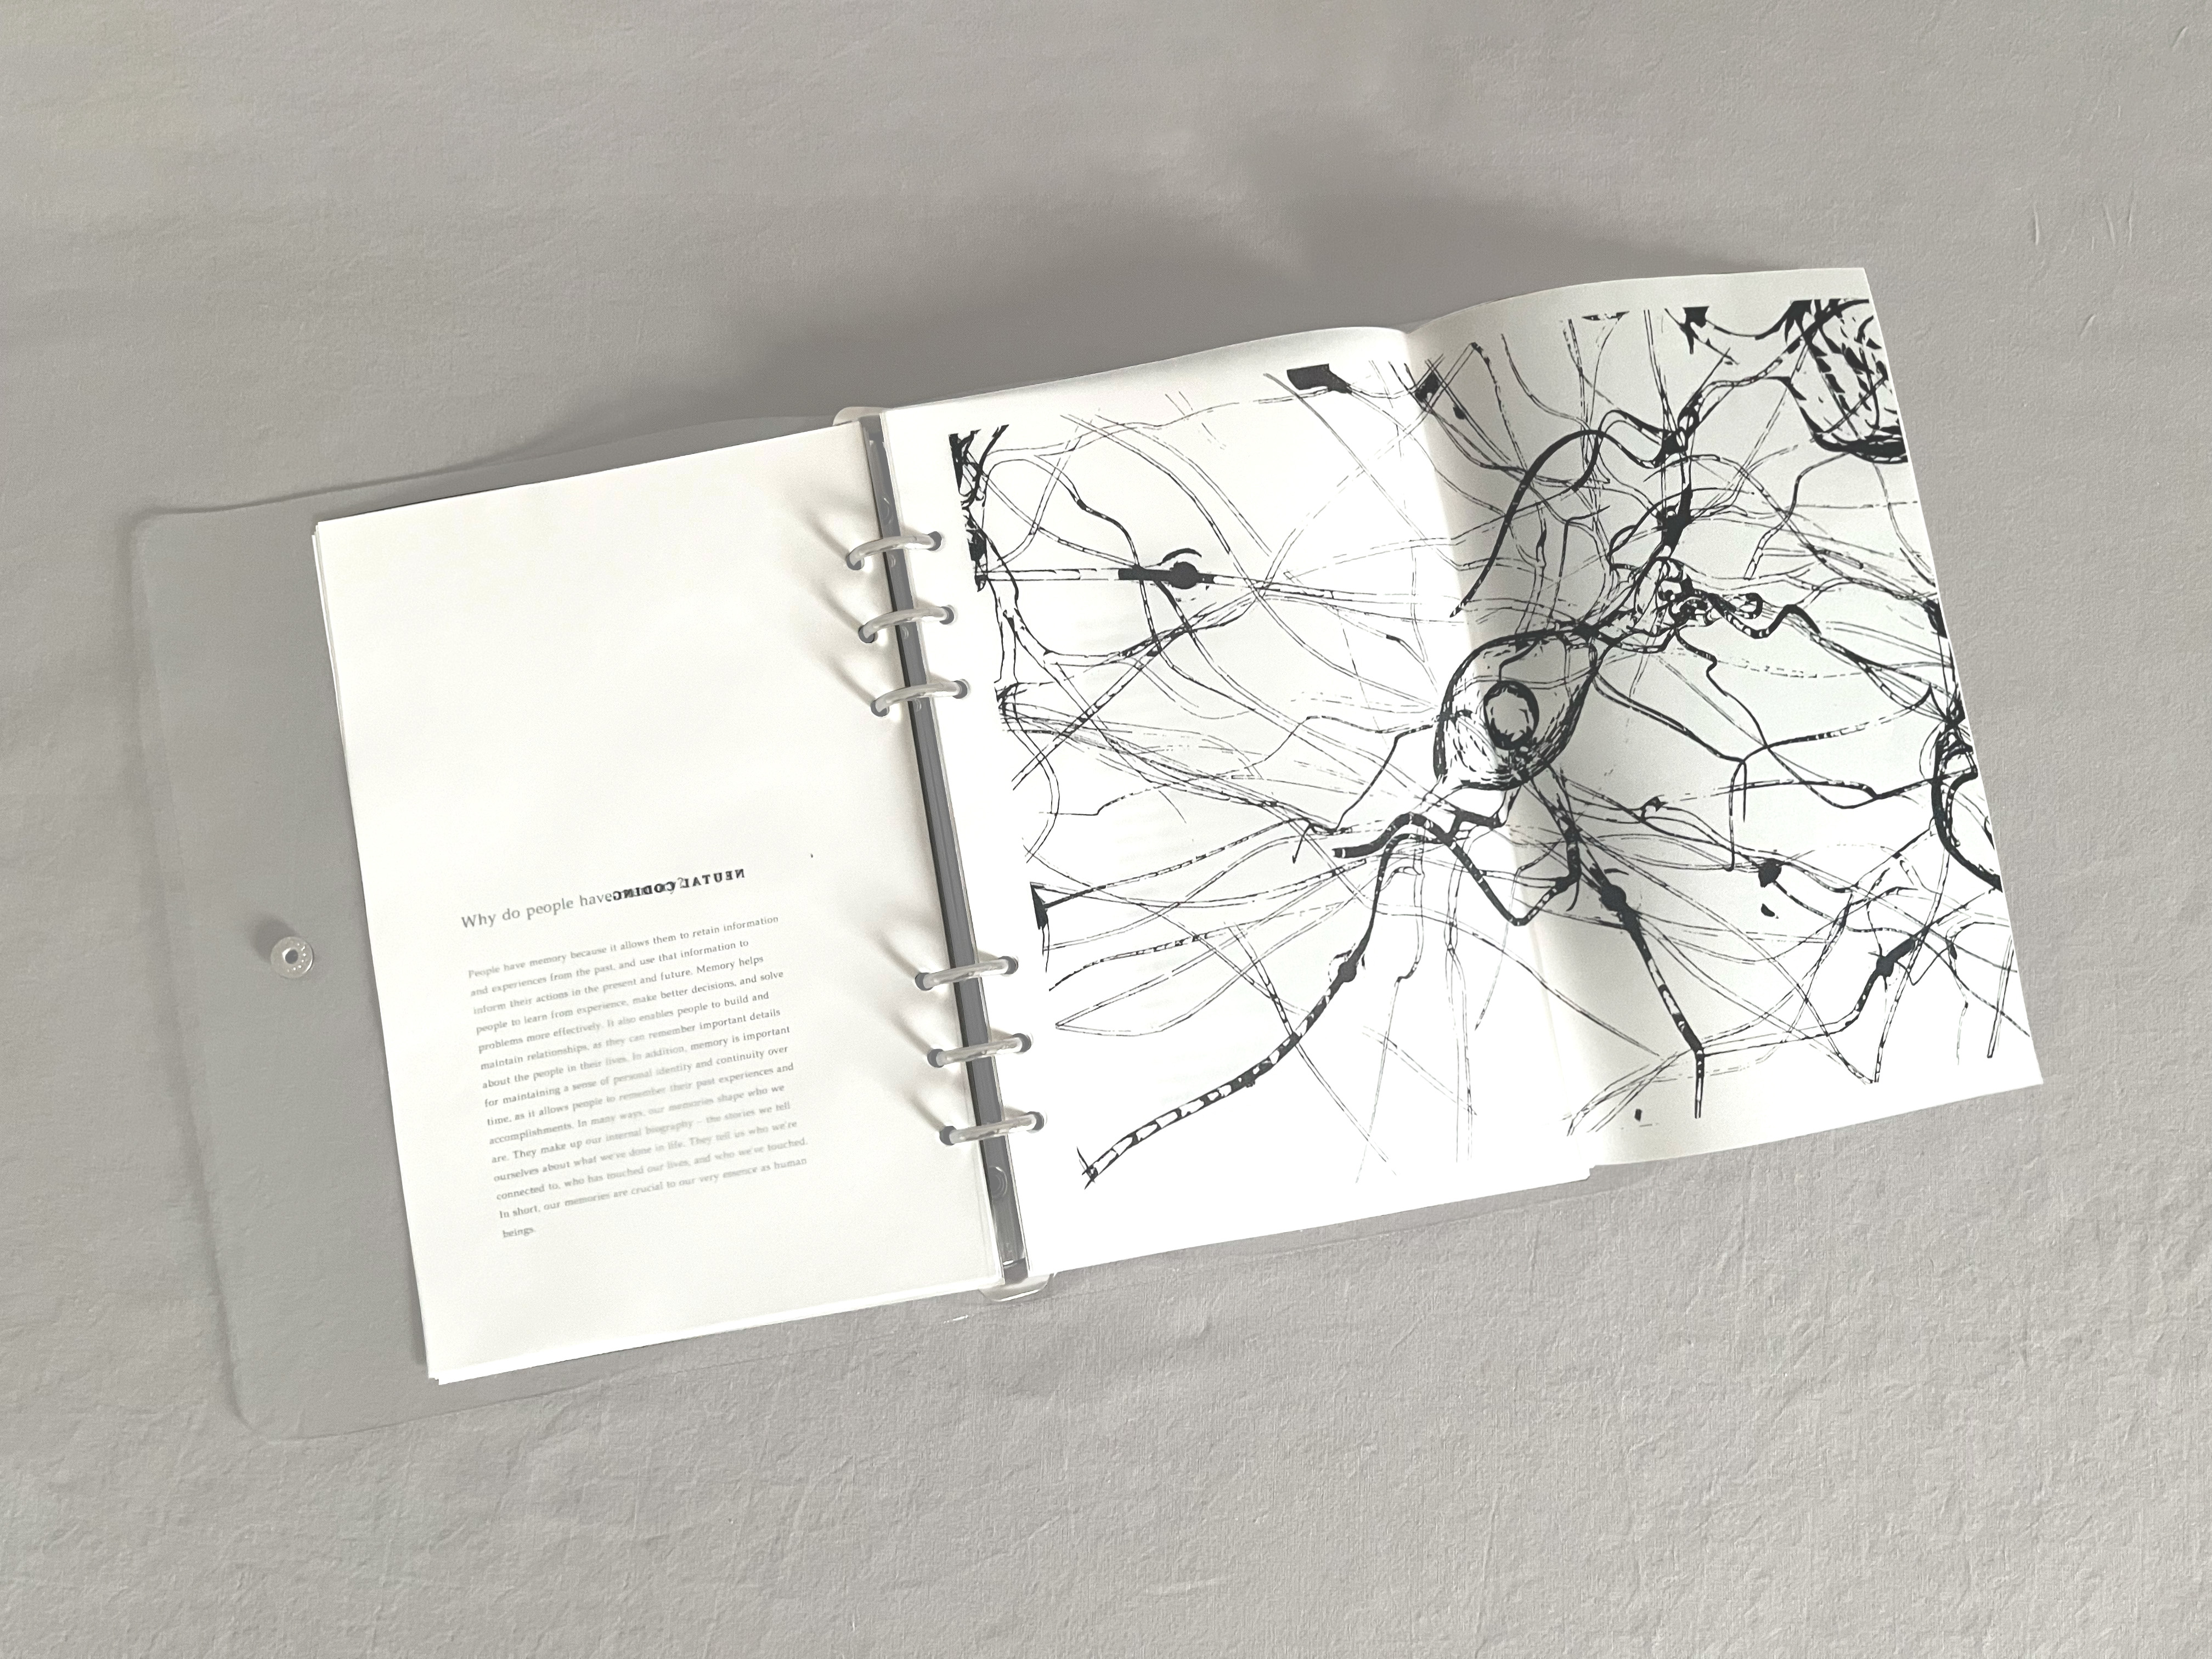 Why do people have
NEUTAL CODING
People have memory because it allows them to retain information
and experiences from the past, and use that information to
inform their actions in the present and future. Memory helps
people to learn from experience, make better decisions, and solve
problems more effectively. It also enables people to build and
maintain relationships, as they can remember important details
about the people in their lives. In addition, memory is important
for maintaining a sense of personal identity and continuity over
time, as it allows people to remember their past experiences and
accomplishments. In many ways, our memories shape who we
are. They make up our internal biography – the stories we tell
ourselves about what we've done in life. They tell us who we're
connected to, who has touched our lives, and who we've touched.
In short, our memories are crucial to our very essence as human
beings.